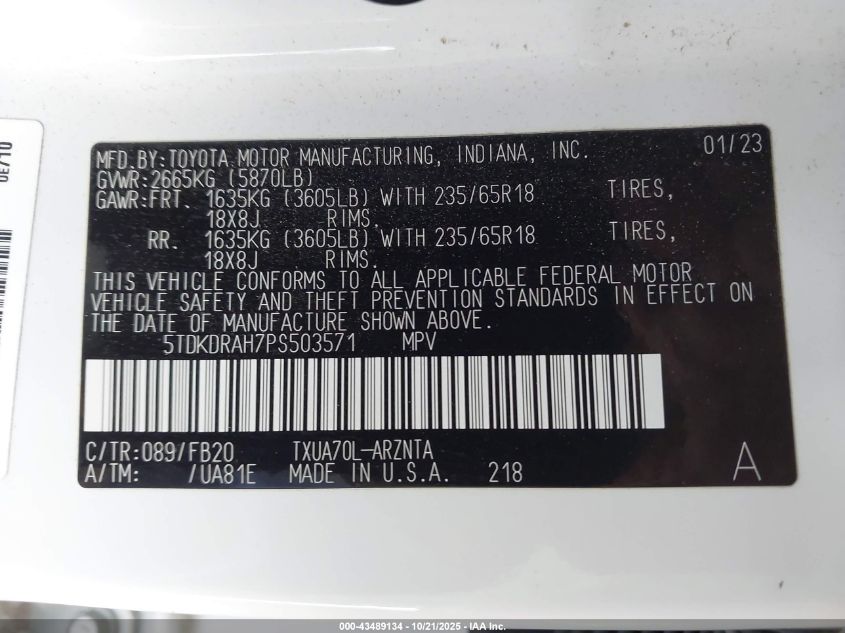 MFD.BY:TOYOTA MOTOR MANUFACTURING, INDIANA, INC. 01/23
GVWR:2665KG (5870LB)
GAWR:FRT. 1635KG (3605LB) WITH 235/65R18 TIRES,
18X8J RIMS.
RR. 1635KG (3605LB) WITH 235/65R18 TIRES,
18X8J RIMS.
THIS VEHICLE CONFORMS TO ALL APPLICABLE FEDERAL MOTOR
VEHICLE SAFETY AND THEFT PREVENTION STANDARDS IN EFFECT ON
THE DATE OF MANUFACTURE SHOWN ABOVE.
5TDKDRAH7PS503571 MPV
C/TR:089/FB20 TXUA70L-ARZNTA
A/TM: /UA81E MADE IN U.S.A. 218 A
000-43489134 - 10/21/2025 - IAA Inc.